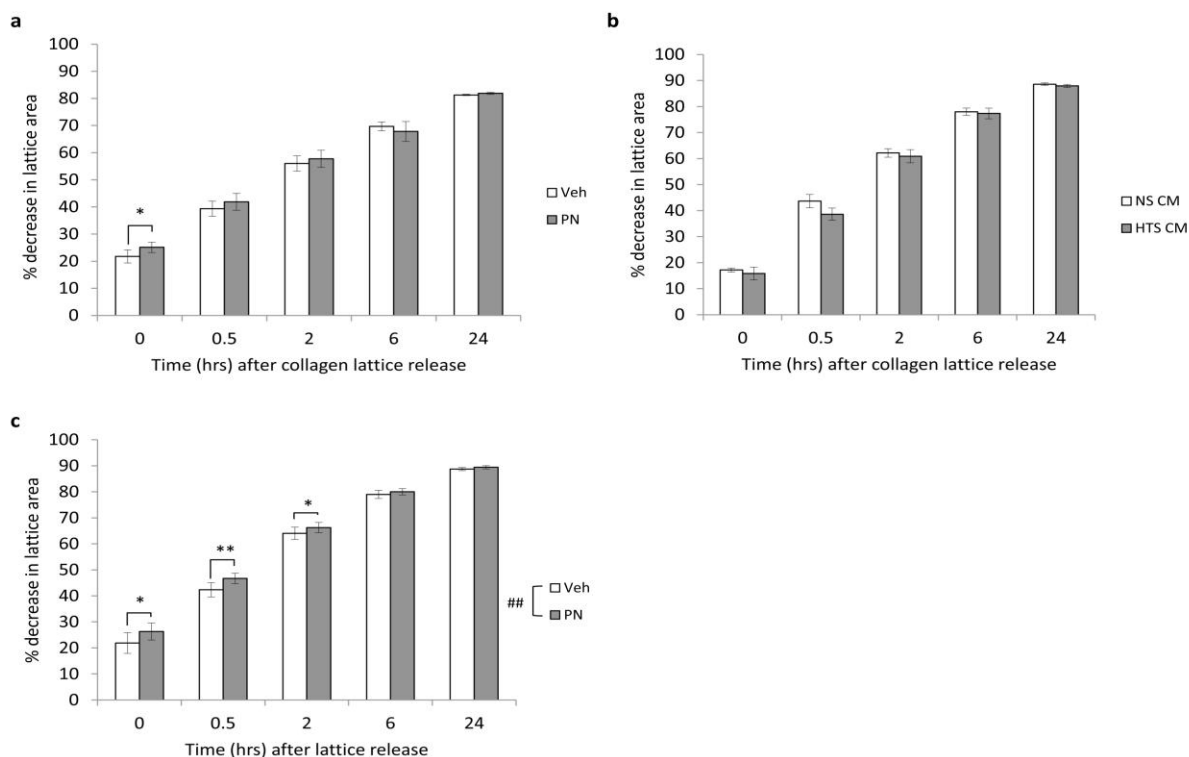 a
% decrease in lattice area
100
90
80
70
60
50
40
30
20
10
0
*
0 0.5 2 6 24
Time (hrs) after collagen lattice release
Veh
PN
b
% decrease in lattice area
100
90
80
70
60
50
40
30
20
10
0
0 0.5 2 6 24
Time (hrs) after collagen lattice release
NS CM
HTS CM
c
% decrease in lattice area
100
90
80
70
60
50
40
30
20
10
0
*
**
*
0 0.5 2 6 24
Time (hrs) after lattice release
##
Veh
PN